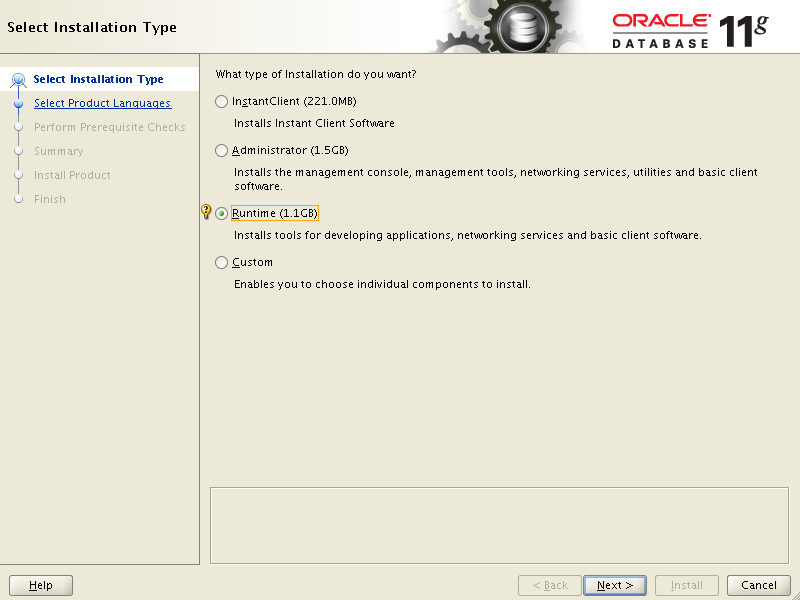 Select Installation Type
ORACLE
DATABASE 11g
Select Installation Type
Select Product Languages
Perform Prerequisite Checks
Summary
Install Product
Finish
What type of Installation do you want?
InstantClient (221.0MB)
Installs Instant Client Software
Administrator (1.5GB)
Installs the management console, management tools, networking services, utilities and basic client
software.
Runtime (1.1GB)
Installs tools for developing applications, networking services and basic client software.
Custom
Enables you to choose individual components to install.
Help
< Back
Next >
Install
Cancel